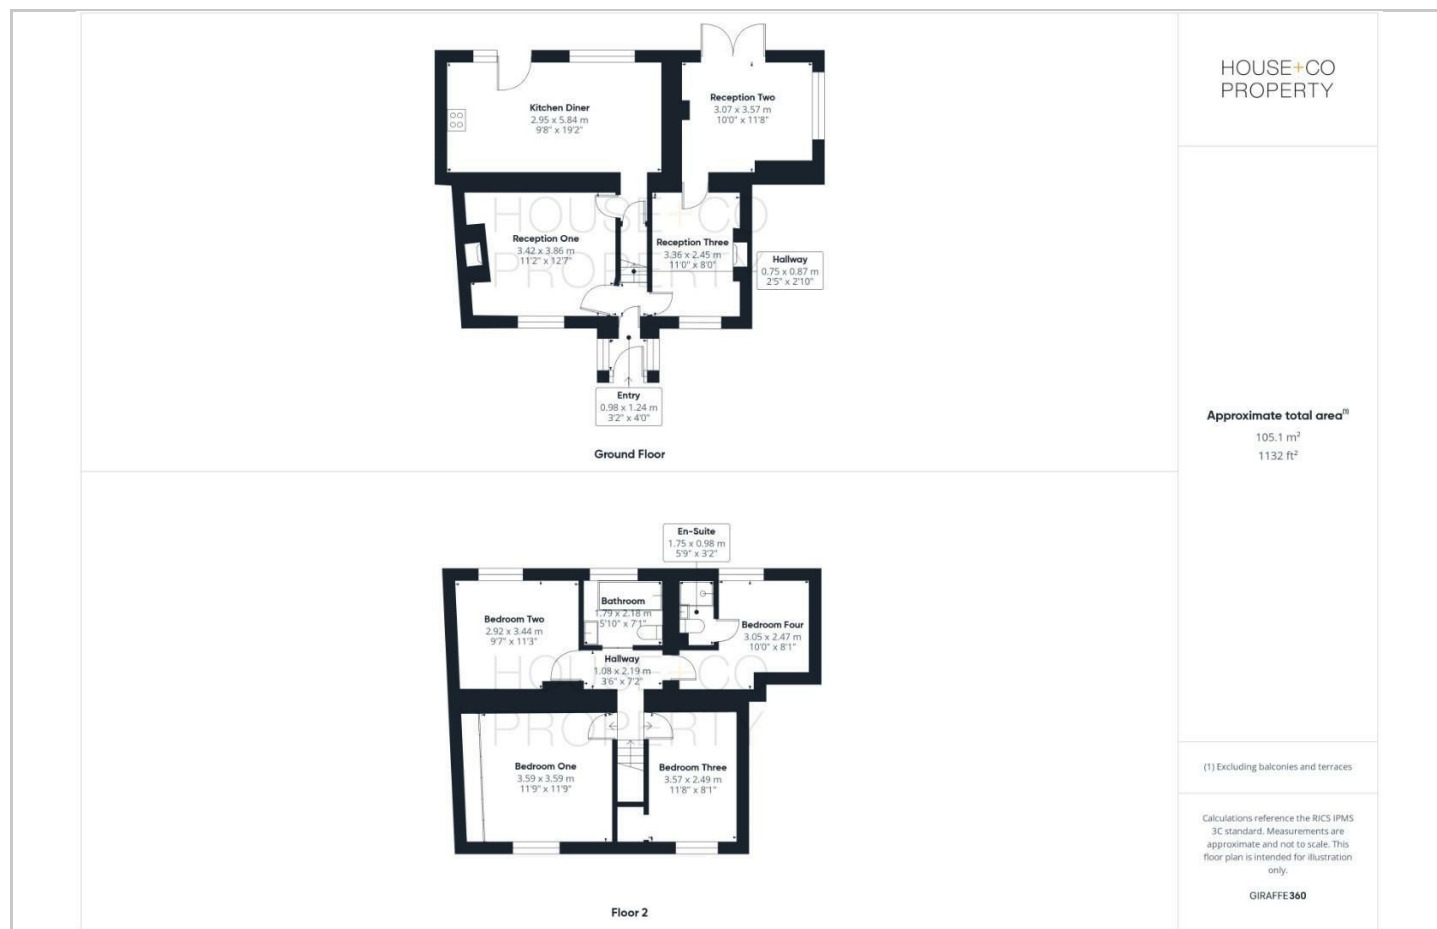 Kitchen Diner
2.95 x 5.84 m
9'8" x 19'2"
Reception Two
3.07 x 3.57 m
10'0" x 11'8"
HOUSE+CO
PROPERTY
Reception One
3.42 x 3.86 m
11'2" x 12'7"
Reception Three
3.36 x 2.45 m
11'0" x 8'0"
Hallway
0.75 x 0.87 m
2'5" x 2'10"
Entry
0.98 x 1.24 m
3'2" x 4'0"
Ground Floor
En-Suite
1.75 x 0.98 m
5'9" x 3'2"
Bedroom Two
2.92 x 3.44 m
9'7" x 11'3"
Bathroom
1.79 x 2.18 m
5'10" x 7'1"
Bedroom Four
3.05 x 2.47 m
10'0" x 8'1"
Hallway
1.08 x 2.19 m
3'6" x 7'2"
HOUSE+CO
PROPERTY
Bedroom One
3.59 x 3.59 m
11'9" x 11'9"
Bedroom Three
3.57 x 2.49 m
11'8" x 8'1"
Floor 2
HOUSE+CO
PROPERTY
Approximate total area(1)
105.1 m²
1132 ft²
(1) Excluding balconies and terraces
Calculations reference the RICS IPMS
3C standard. Measurements are
approximate and not to scale. This
floor plan is intended for illustration
only.
GIRAFFE360